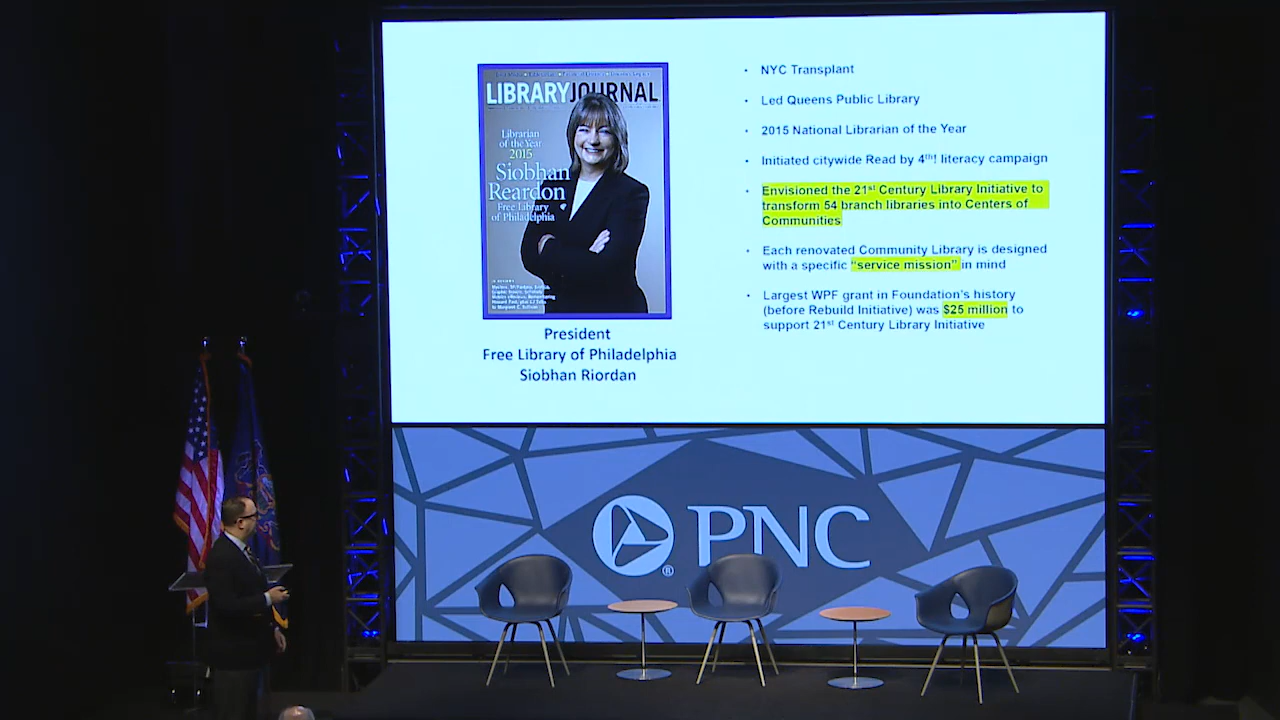 LIBRARYJOURNAL
Librarian
of the Year
2015
Siobhan
Reardon
Free Library
of Philadelphia
President
Free Library of Philadelphia
Siobhan Riordan
• NYC Transplant
• Led Queens Public Library
• 2015 National Librarian of the Year
• Initiated citywide Read by 4th! literacy campaign
• Envisioned the 21st Century Library Initiative to
transform 54 branch libraries into Centers of
Communities
• Each renovated Community Library is designed
with a specific "service mission" in mind
• Largest WPF grant in Foundation's history
(before Rebuild Initiative) was $25 million to
support 21st Century Library Initiative
PNC
®